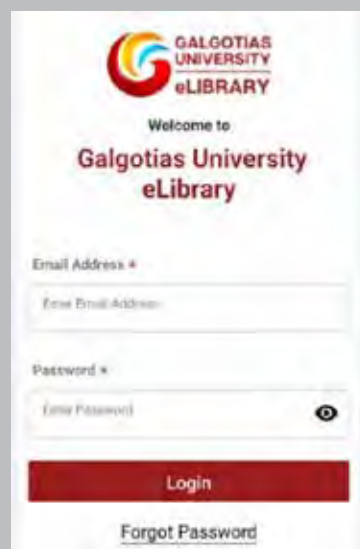 GALGOTIAS
UNIVERSITY
eLIBRARY
Welcome to
Galgotias University
eLibrary
Email Address *
Enter Email Address
Password *
Enter Password
Login
Forgot Password